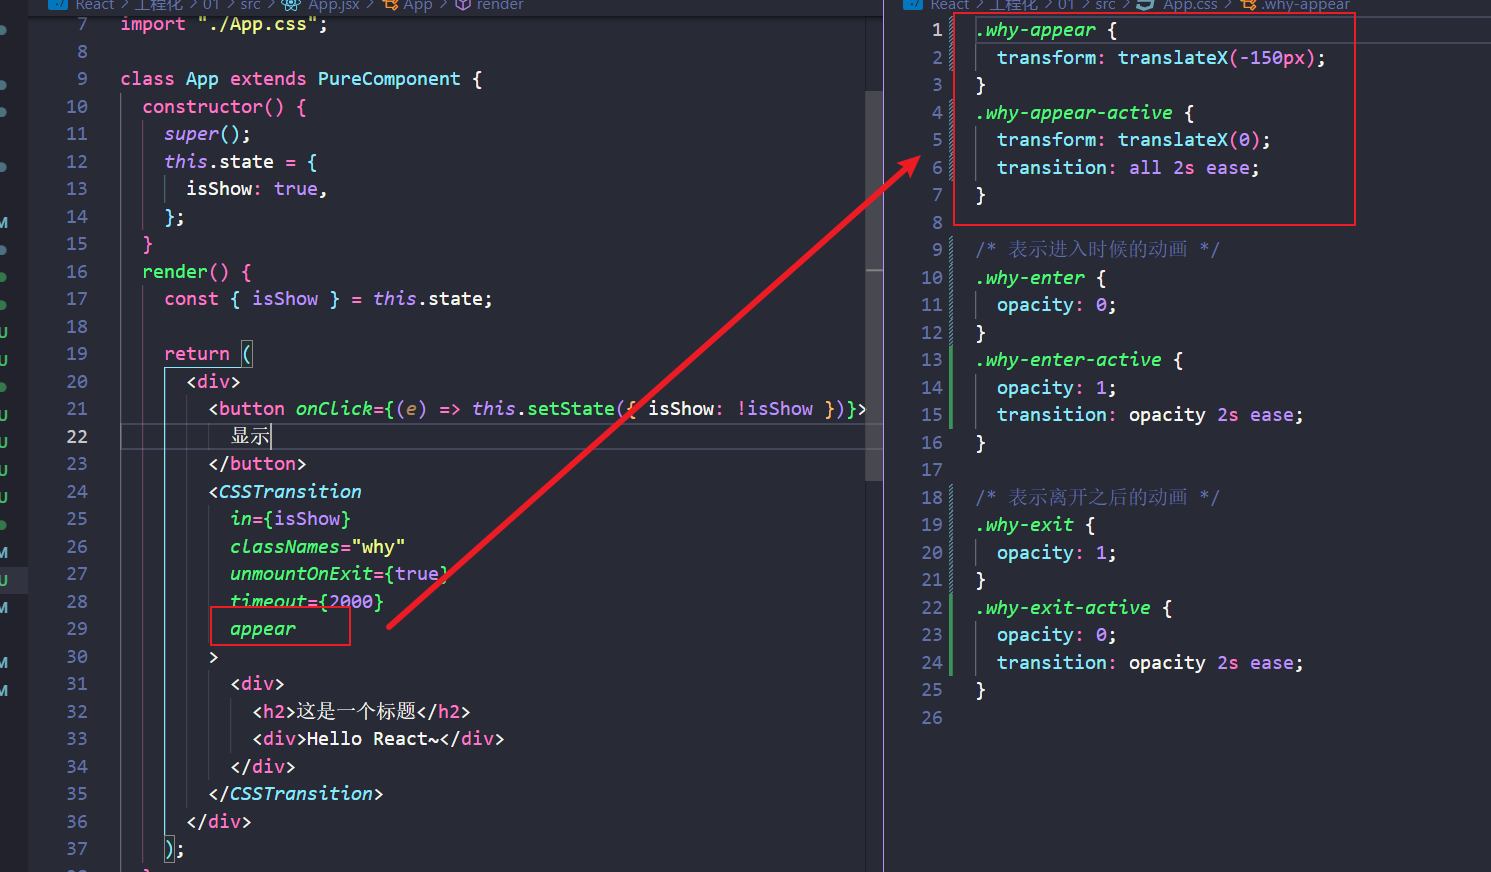 React > 工程化 > 01 > src > App.jsx > App > render
7 import "./App.css";
8
9 class App extends PureComponent {
10 constructor() {
11 super();
12 this.state = {
13 isShow: true,
14 };
15 }
16 render() {
17 const { isShow } = this.state;
18
19 return (
20 <div>
21 <button onClick={(e) => this.setState({ isShow: !isShow })}>
22 显示
23 </button>
24 <CSSTransition
25 in={isShow}
26 classNames="why"
27 unmountOnExit={true}
28 timeout={2000}
29 appear
30 >
31 <div>
32 <h2>这是一个标题</h2>
33 <div>Hello React~</div>
34 </div>
35 </CSSTransition>
36 </div>
37 );
React > 工程化 > 01 > src > App.css > .why-appear
1 .why-appear {
2 transform: translateX(-150px);
3 }
4 .why-appear-active {
5 transform: translateX(0);
6 transition: all 2s ease;
7 }
8
9 /* 表示进入时候的动画 */
10 .why-enter {
11 opacity: 0;
12 }
13 .why-enter-active {
14 opacity: 1;
15 transition: opacity 2s ease;
16 }
17
18 /* 表示离开之后的动画 */
19 .why-exit {
20 opacity: 1;
21 }
22 .why-exit-active {
23 opacity: 0;
24 transition: opacity 2s ease;
25 }
26